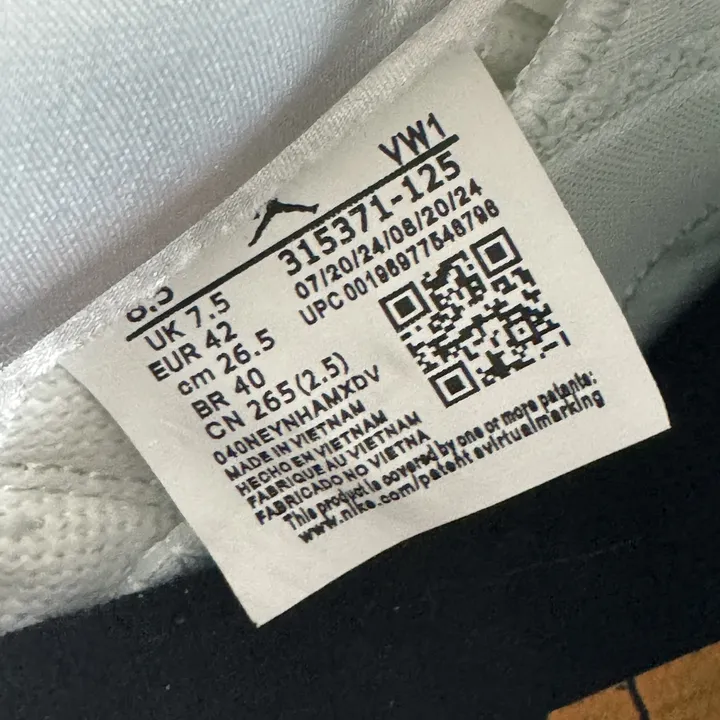 VW1
8.5
315371-125
UK 7.5
07/20/24/08/20/24
EUR 42
UPC 00198977548798
cm 26.5
BR 40
CN 265 (2.5)
040NEYNHAMXDV
MADE IN VIETNAM
HECHO EN VIETNAM
FABRIQUE AU VIETNAM
FABRICADO NO VIETNA
This product is covered by one or more patents:
www.nike.com/patentsvirtualmarking